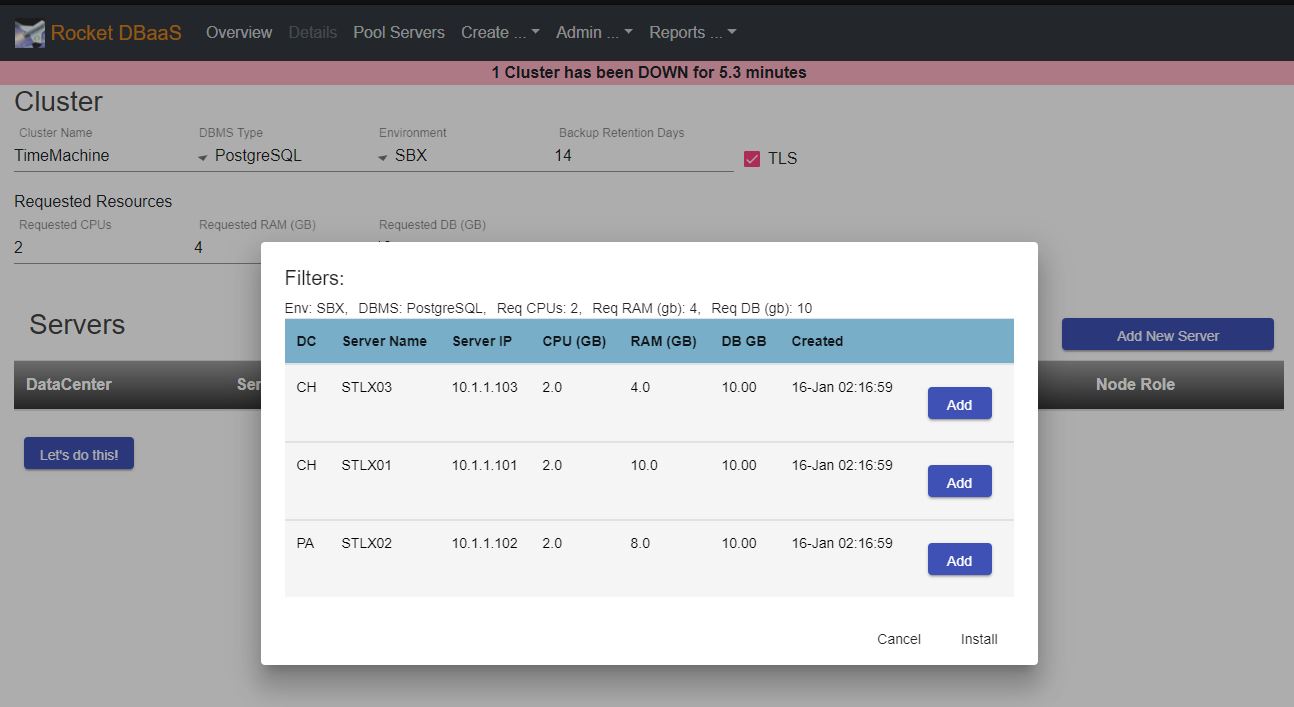 Rocket DBaaS Overview Details Pool Servers Create ... Admin ... Reports ...
1 Cluster has been DOWN for 5.3 minutes
Cluster
Cluster Name DBMS Type Environment Backup Retention Days
TimeMachine PostgreSQL SBX 14 TLS
Requested Resources
Requested CPUs Requested RAM (GB) Requested DB (GB)
2 4
Servers
Add New Server
DataCenter Ser Node Role
Let's do this!
Filters:
Env: SBX, DBMS: PostgreSQL, Req CPUs: 2, Req RAM (gb): 4, Req DB (gb): 10
DC Server Name Server IP CPU (GB) RAM (GB) DB GB Created
CH STLX03 10.1.1.103 2.0 4.0 10.00 16-Jan 02:16:59 Add
CH STLX01 10.1.1.101 2.0 10.0 10.00 16-Jan 02:16:59 Add
PA STLX02 10.1.1.102 2.0 8.0 10.00 16-Jan 02:16:59 Add
Cancel Install